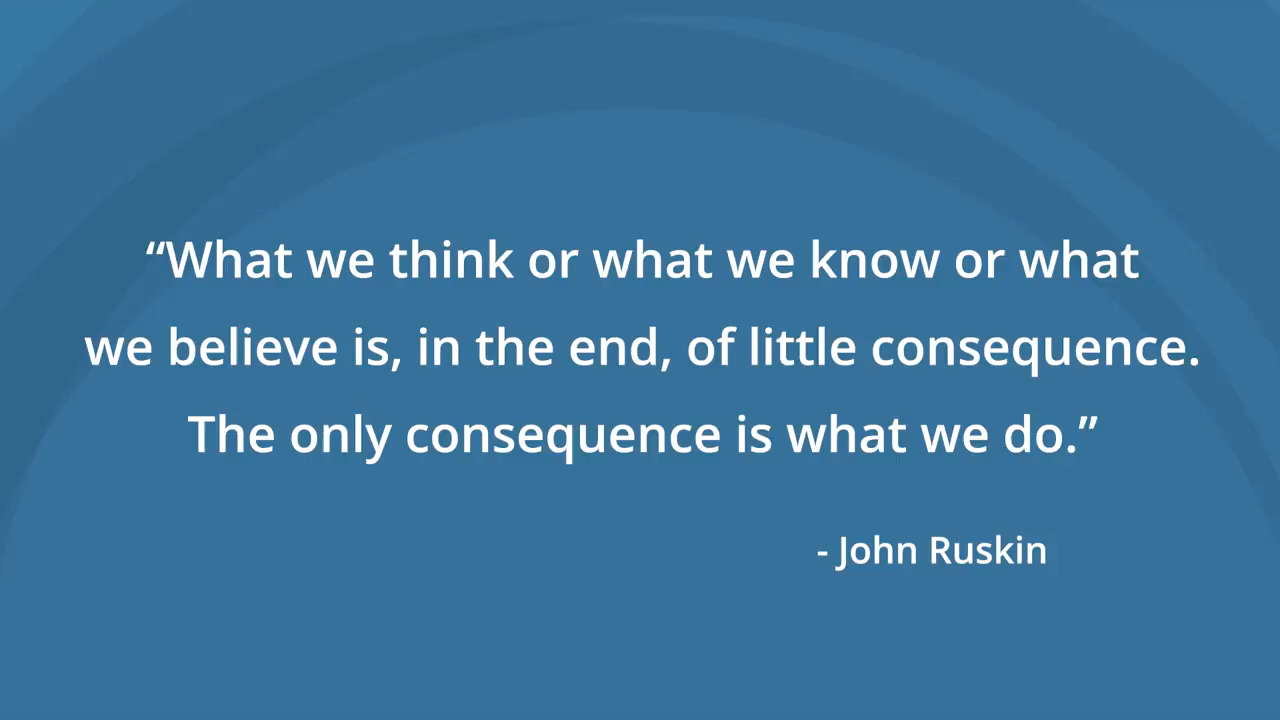 “What we think or what we know or what
we believe is, in the end, of little consequence.
The only consequence is what we do.”
- John Ruskin